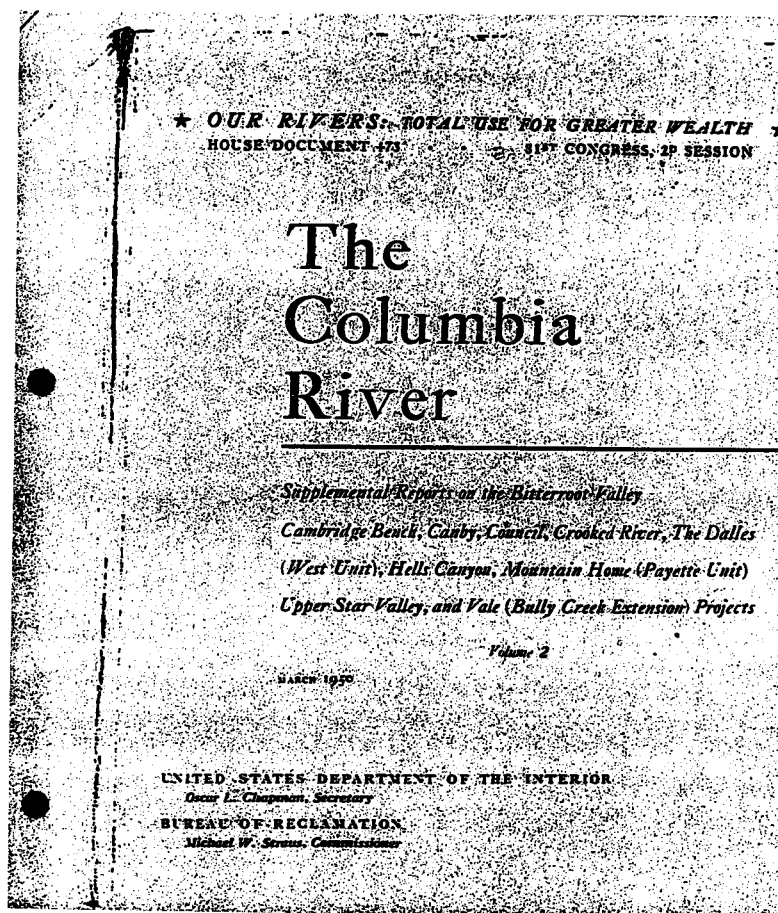 ★ OUR RIVERS: TOTAL USE FOR GREATER WEALTH ★
HOUSE DOCUMENT 473 81ST CONGRESS, 2D SESSION
The
Columbia
River
Supplemental Reports on the Bitterroot Valley
Cambridge Bench, Canby, Council, Crooked River, The Dalles
(West Unit), Hells Canyon, Mountain Home (Payette Unit)
Upper Star Valley, and Vale (Bully Creek Extension) Projects
Volume 2
MARCH 1950
UNITED STATES DEPARTMENT OF THE INTERIOR
Oscar L. Chapman, Secretary
BUREAU OF RECLAMATION
Michael W. Straus, Commissioner